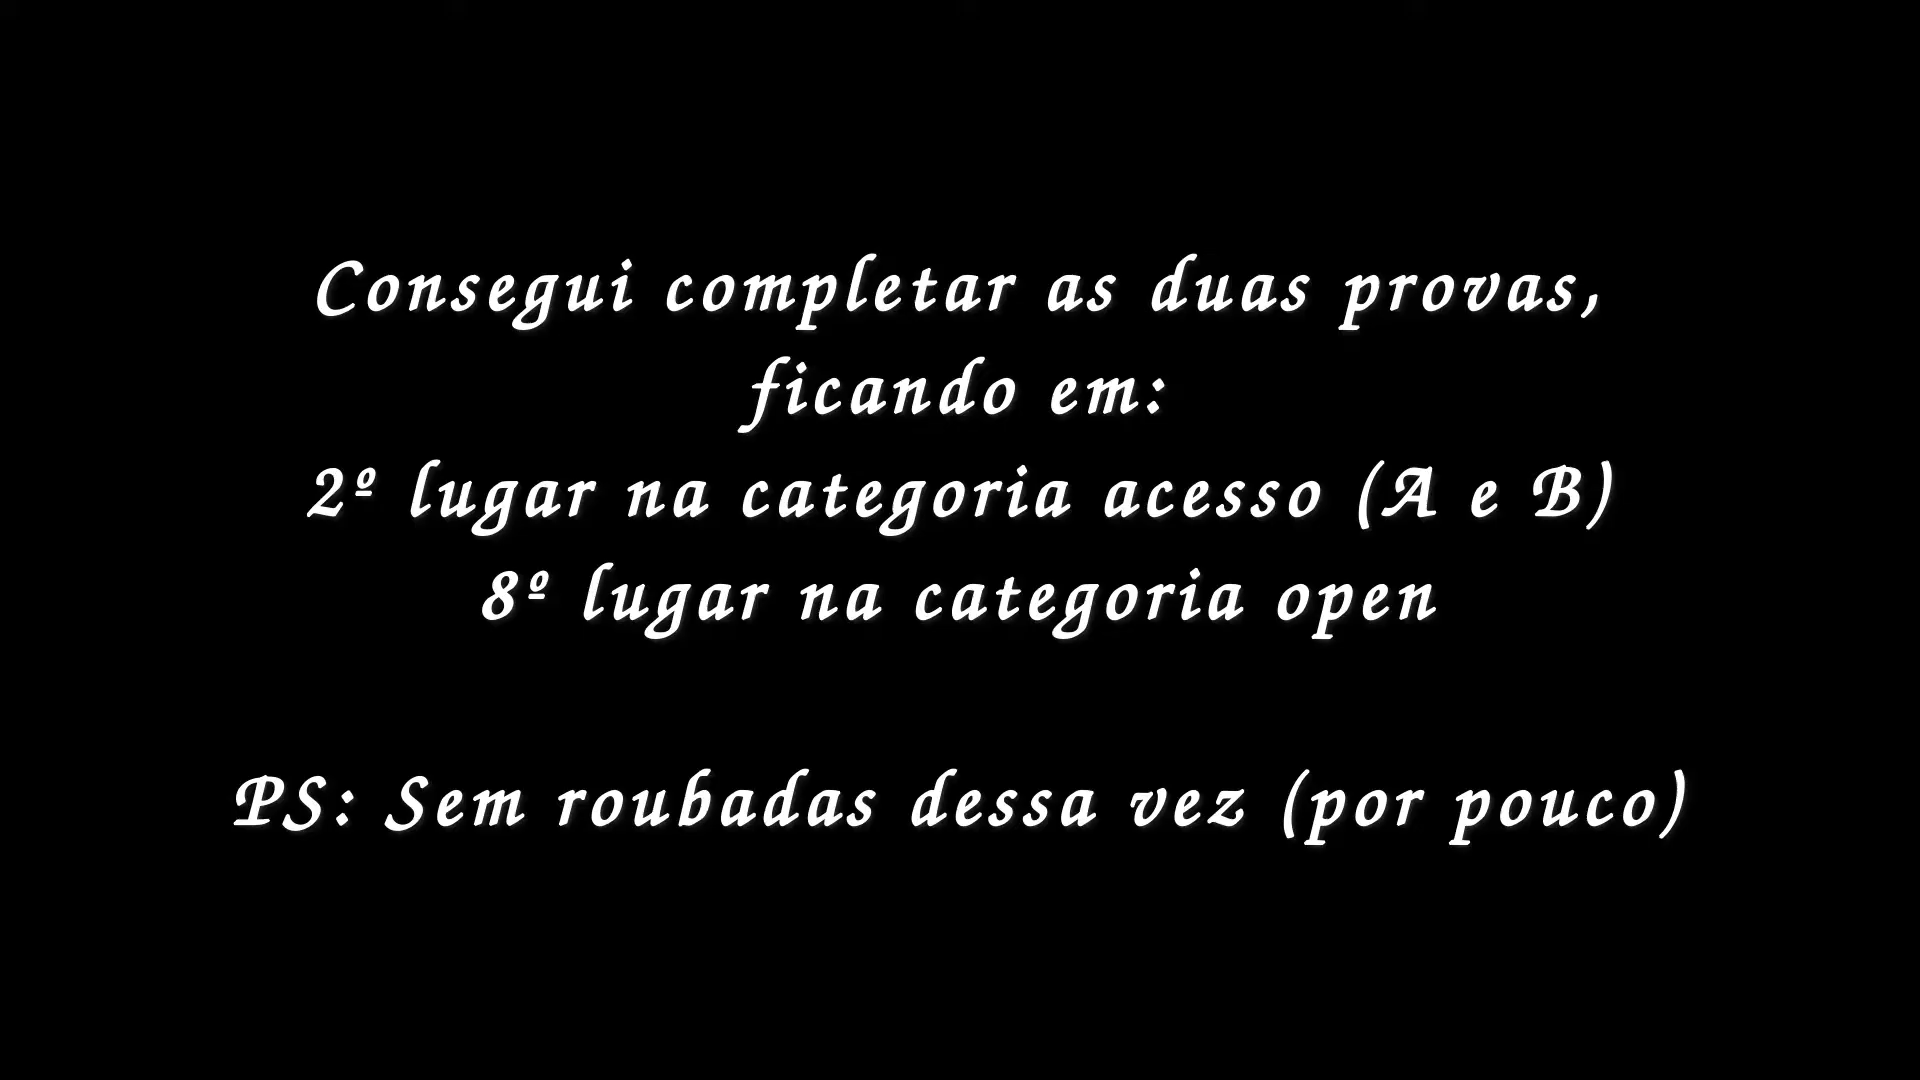 Consegui completar as duas provas,
ficando em:
2º lugar na categoria acesso (A e B)
8º lugar na categoria open
PS: Sem roubadas dessa vez (por pouco)